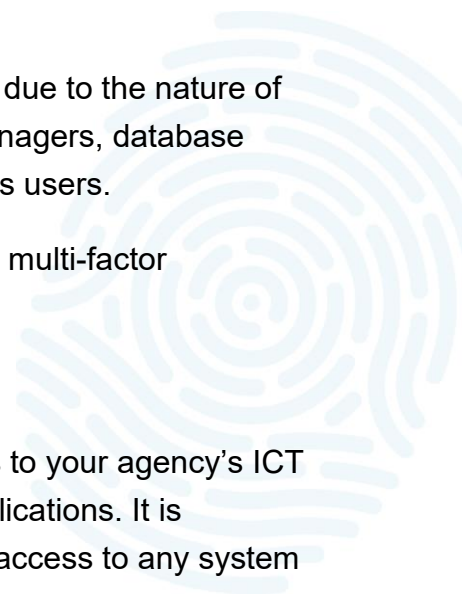 due to the nature of
nagers, database
s users.
multi-factor
to your agency’s ICT
lications. It is
access to any system